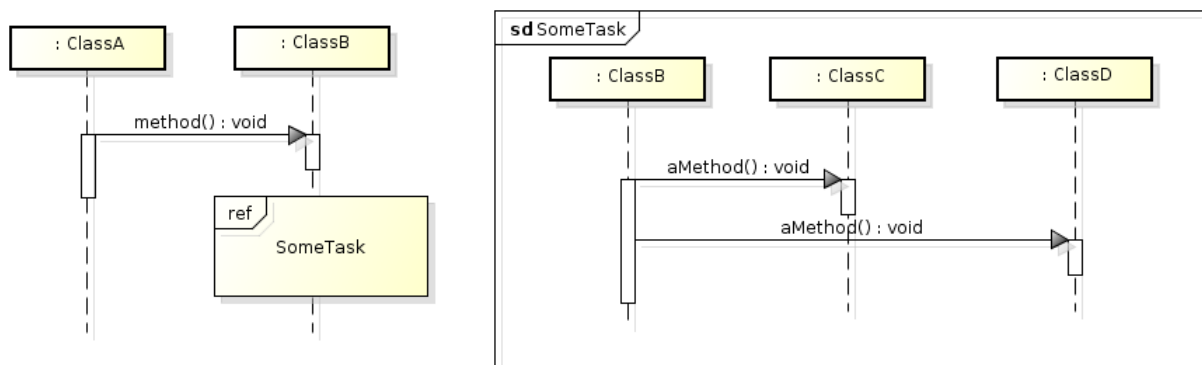 : ClassA
: ClassB
method() : void
ref
SomeTask
sd SomeTask
: ClassB
: ClassC
: ClassD
aMethod() : void
aMethod() : void